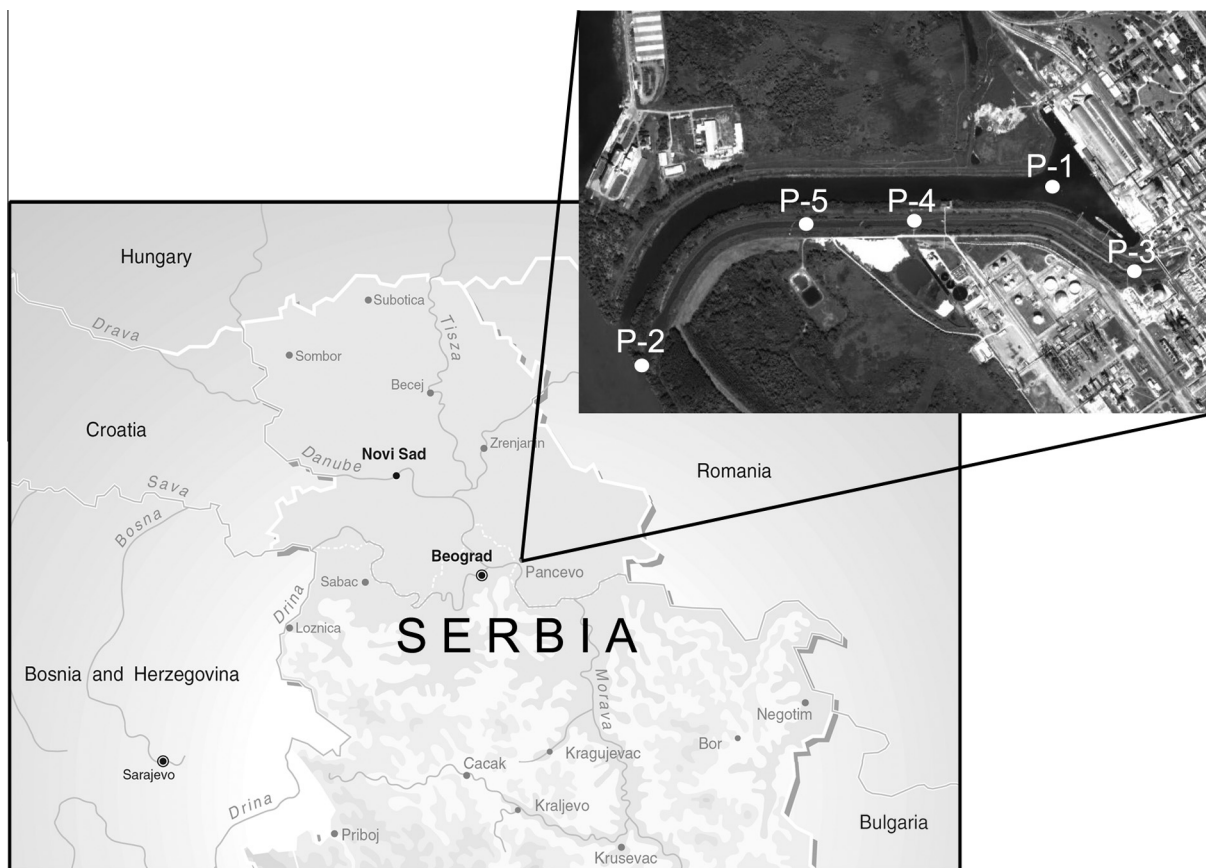 P-1
P-5
P-4
P-3
P-2
Hungary
Subotica
Drava
Tisza
Sombor
Becej
Croatia
Zrenjanin
Novi Sad
Danube
Romania
Sava
Bosna
Beograd
Pancevo
Sabac
Drina
Loznica
SERBIA
Bosnia and Herzegovina
Morava
Negotim
Bor
Kragujevac
Sarajevo
Cacak
Drina
Kraljevo
Bulgaria
Priboj
Krusevac